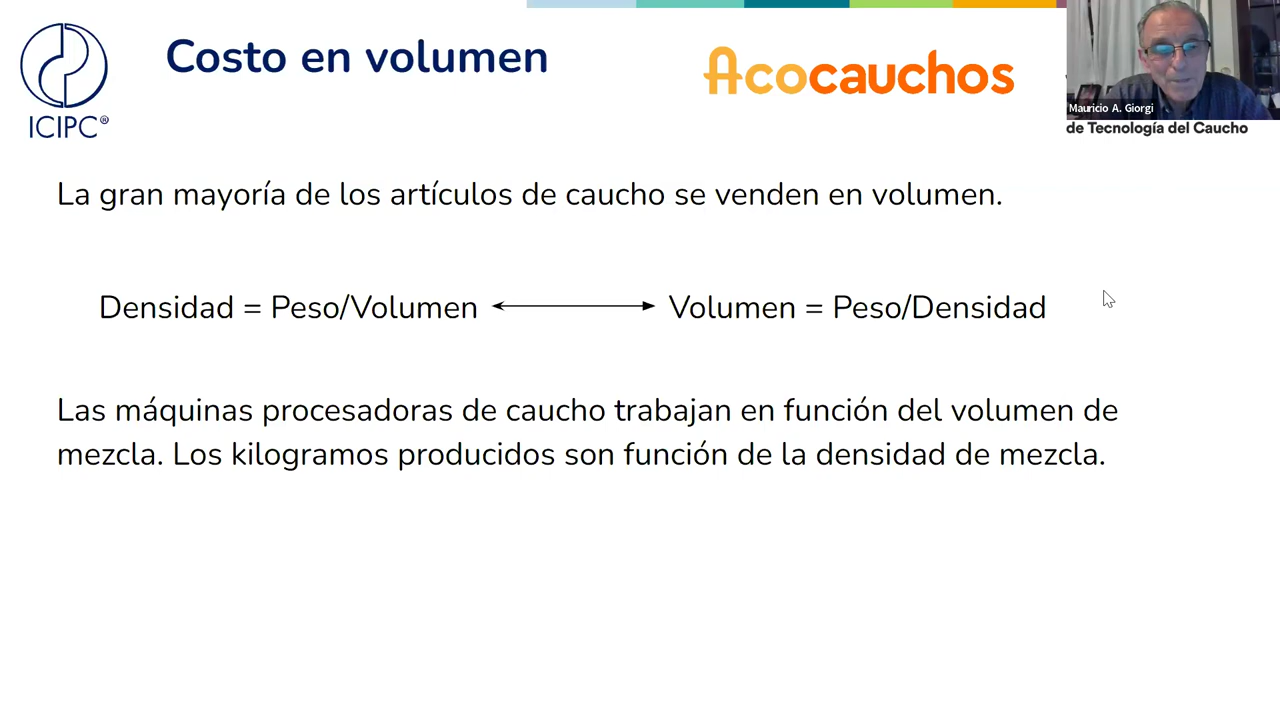 Costo en volumen
Acocauchos
ICIPC®
Mauricio A. Giorgi
de Tecnología del Caucho
La gran mayoría de los artículos de caucho se venden en volumen.
Densidad = Peso/Volumen
Volumen = Peso/Densidad
Las máquinas procesadoras de caucho trabajan en función del volumen de
mezcla. Los kilogramos producidos son función de la densidad de mezcla.